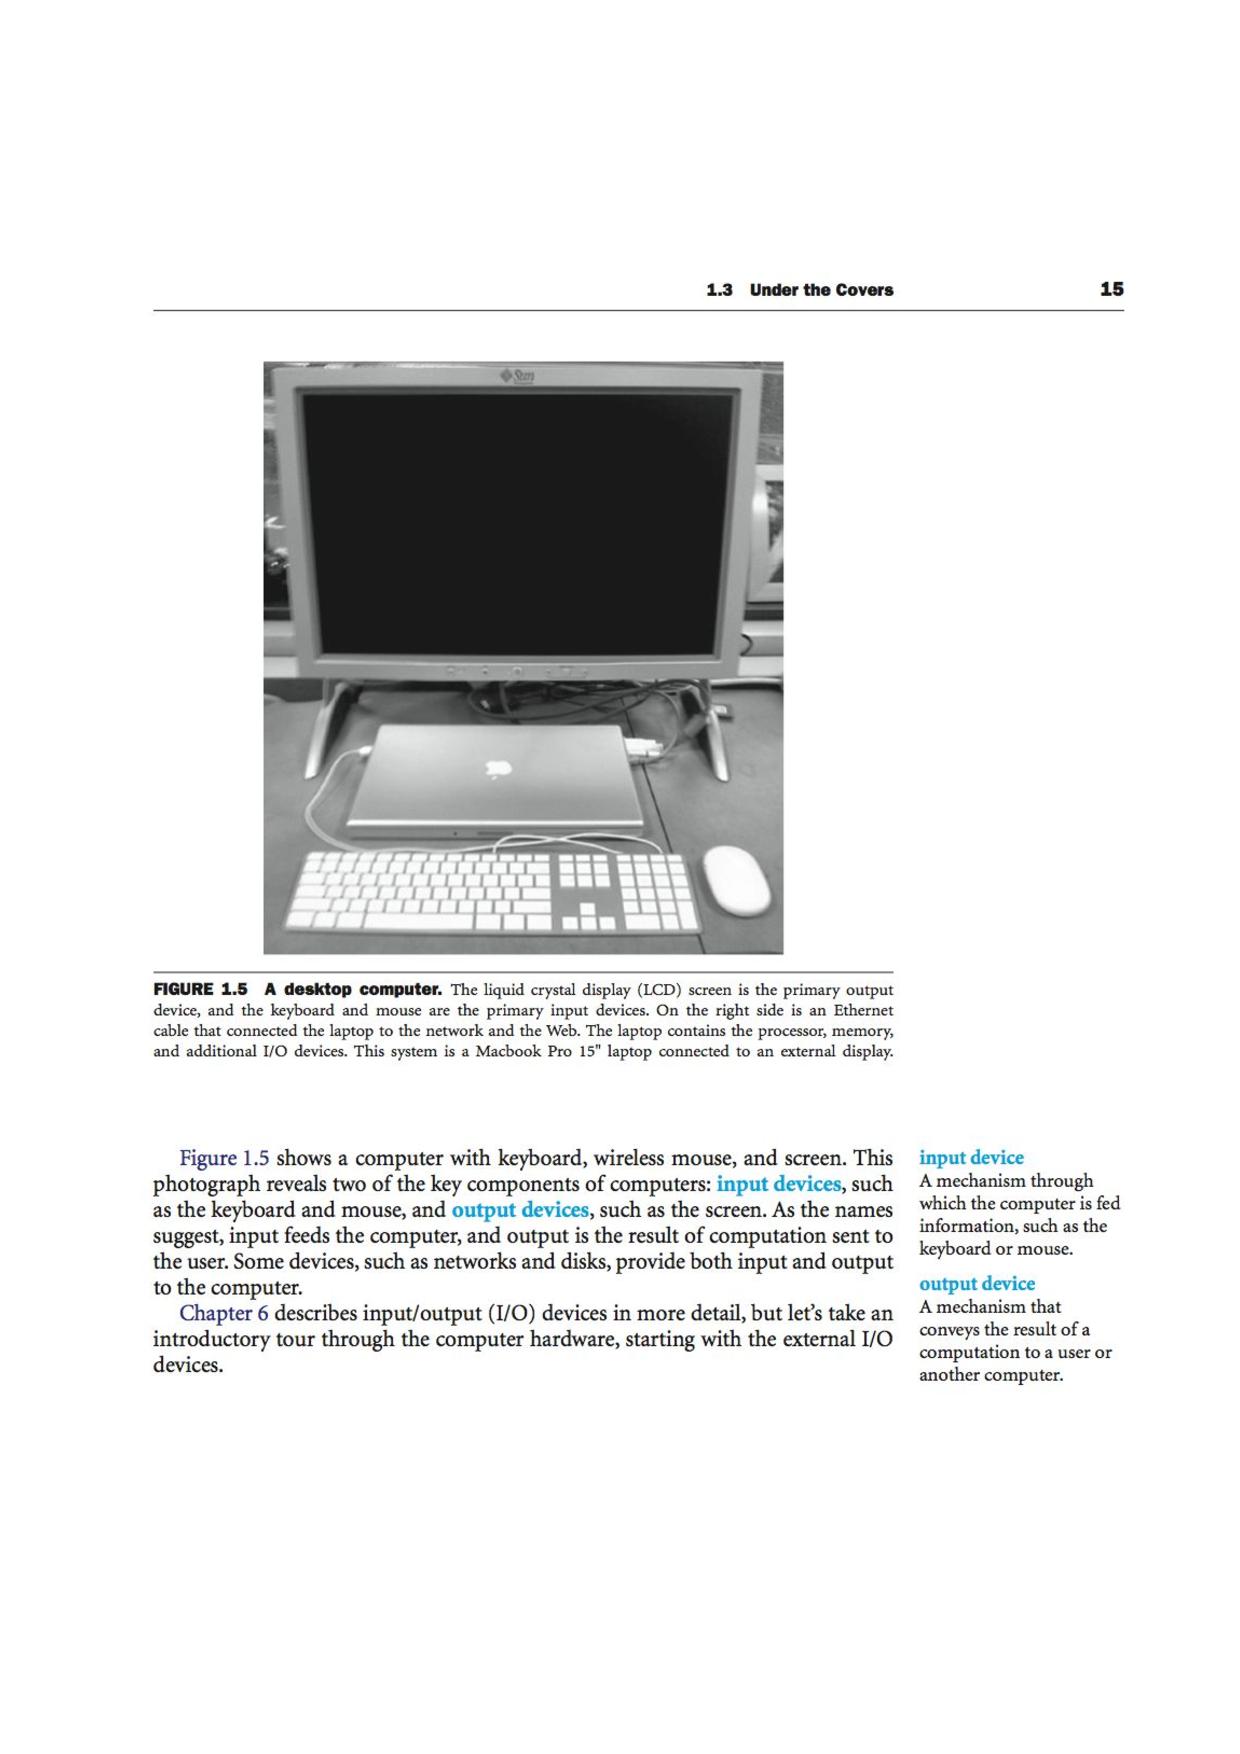 1.3 Under the Covers 15
Sun
FIGURE 1.5 A desktop computer. The liquid crystal display (LCD) screen is the primary output
device, and the keyboard and mouse are the primary input devices. On the right side is an Ethernet
cable that connected the laptop to the network and the Web. The laptop contains the processor, memory,
and additional I/O devices. This system is a Macbook Pro 15" laptop connected to an external display.
Figure 1.5 shows a computer with keyboard, wireless mouse, and screen. This
photograph reveals two of the key components of computers: input devices, such
as the keyboard and mouse, and output devices, such as the screen. As the names
suggest, input feeds the computer, and output is the result of computation sent to
the user. Some devices, such as networks and disks, provide both input and output
to the computer.
Chapter 6 describes input/output (I/O) devices in more detail, but let's take an
introductory tour through the computer hardware, starting with the external I/O
devices.
input device
A mechanism through
which the computer is fed
information, such as the
keyboard or mouse.
output device
A mechanism that
conveys the result of a
computation to a user or
another computer.